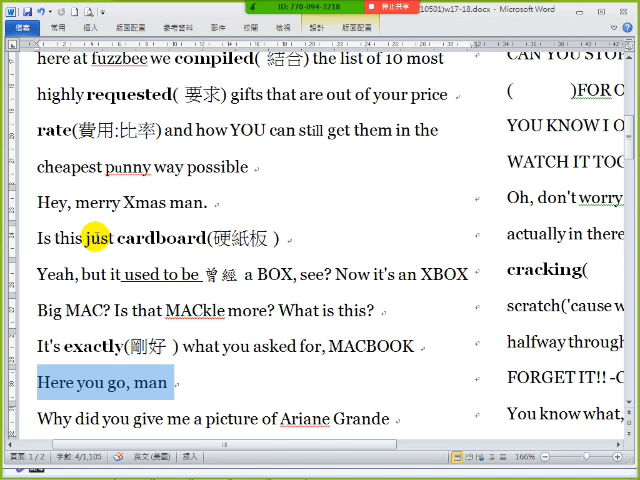 ID: 770-094-3218
停止共享
10501)w17-18.docx - Microsoft Word
檔案 常用 插入 版面配置 參考資料 郵件 校閱 檢視 設計 版面配置
here at fuzzbee we compiled( 結合) the list of 10 most
highly requested( 要求) gifts that are out of your price
rate(費用:比率) and how YOU can still get them in the
cheapest punny way possible
Hey, merry Xmas man.
Is this just cardboard(硬紙板 )
Yeah, but it used to be 曾經 a BOX, see? Now it's an XBOX
Big MAC? Is that MACkle more? What is this?
It's exactly(剛好 ) what you asked for, MACBOOK
Here you go, man
Why did you give me a picture of Ariane Grande
CAN YOU STOP
( )FOR O
YOU KNOW I O
WATCH IT TOG
Oh, don't worry
actually in there
cracking(
scratch('cause w
halfway through
FORGET IT!! -C
You know what,
頁面: 1 / 2 字數: 4/1,105 英文 (美國) 插入 166%